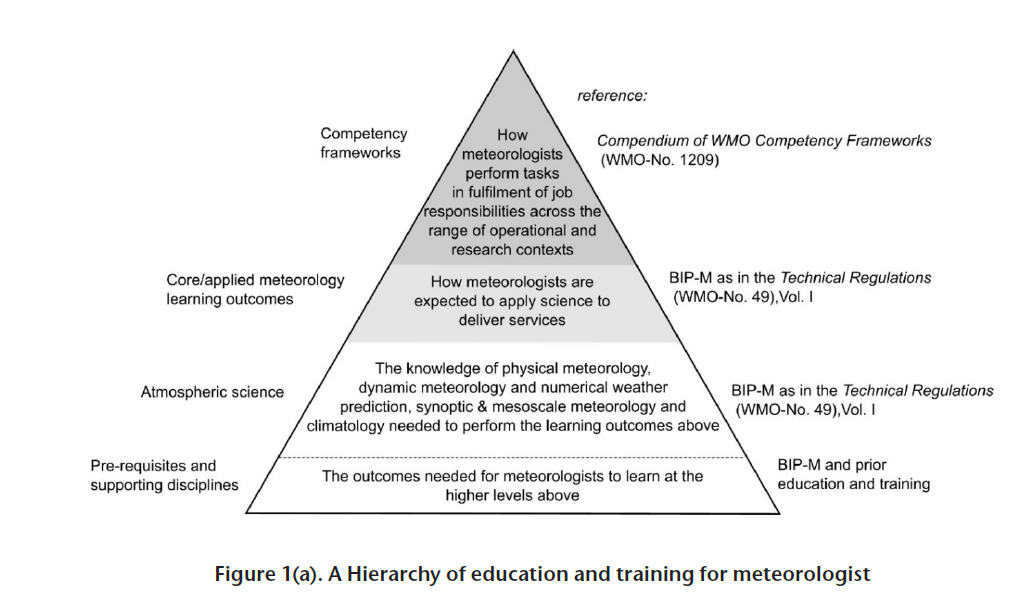 reference:
Competency
frameworks
How
meteorologists
perform tasks
in fulfilment of job
responsibilities across the
range of operational and
research contexts
Compendium of WMO Competency Frameworks
(WMO-No. 1209)
Core/applied meteorology
learning outcomes
How meteorologists are
expected to apply science to
deliver services
BIP-M as in the Technical Regulations
(WMO-No. 49),Vol. I
Atmospheric science
The knowledge of physical meteorology,
dynamic meteorology and numerical weather
prediction, synoptic & mesoscale meteorology and
climatology needed to perform the learning outcomes above
BIP-M as in the Technical Regulations
(WMO-No. 49),Vol. I
Pre-requisites and
supporting disciplines
The outcomes needed for meteorologists to learn at the
higher levels above
BIP-M and prior
education and training
Figure 1(a). A Hierarchy of education and training for meteorologist